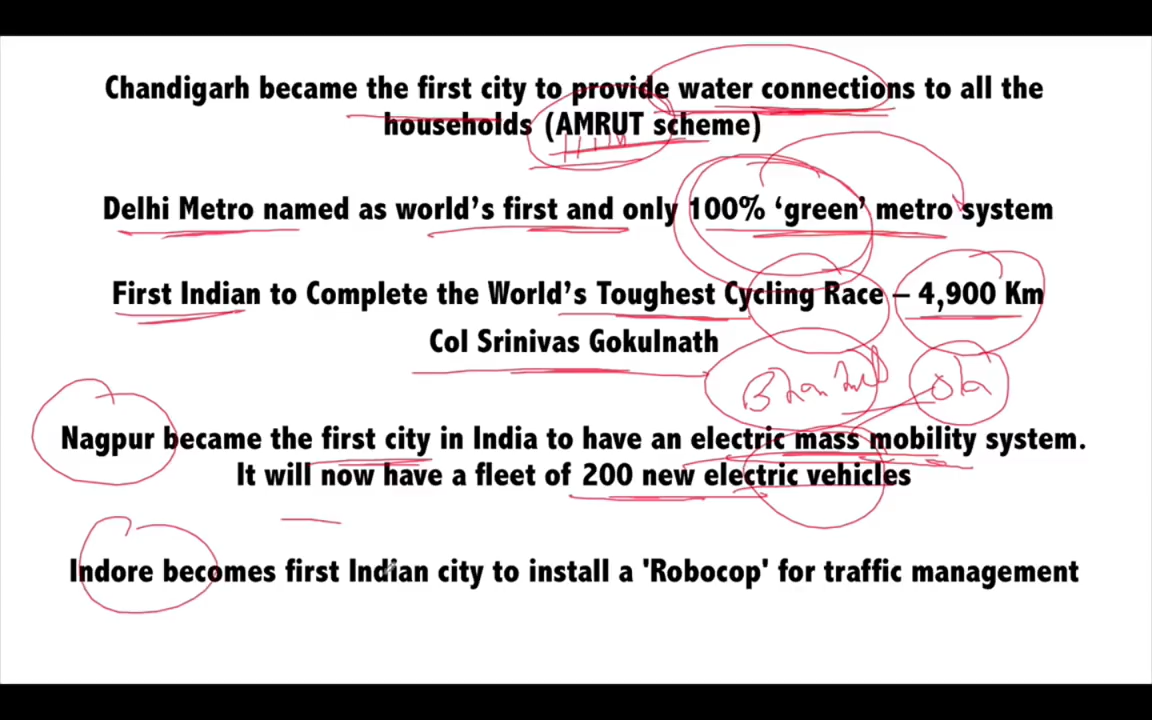 Chandigarh became the first city to provide water connections to all the
households (AMRUT scheme)
Delhi Metro named as world's first and only 100% ‘green’ metro system
First Indian to Complete the World's Toughest Cycling Race – 4,900 Km
Col Srinivas Gokulnath
Ola
Nagpur became the first city in India to have an electric mass mobility system.
It will now have a fleet of 200 new electric vehicles
Indore becomes first Indian city to install a 'Robocop' for traffic management